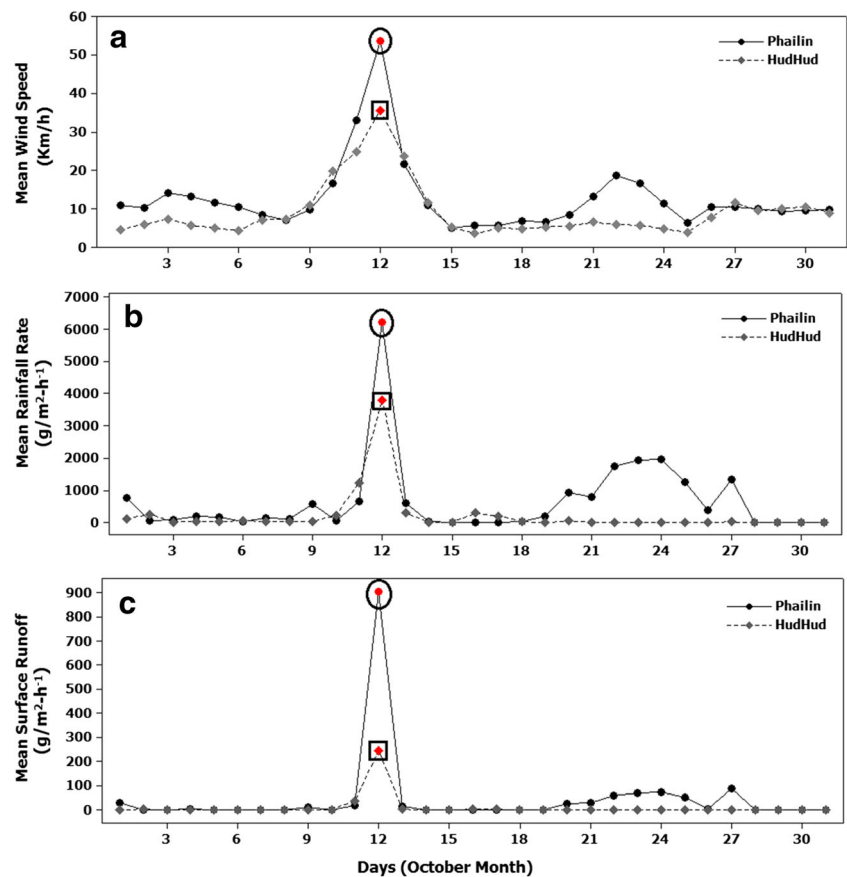 a
Mean Wind Speed
(Km/h)
60
50
40
30
20
10
0
Phailin
HudHud
3 6 9 12 15 18 21 24 27 30
b
Mean Rainfall Rate
(g/m²-h⁻¹)
7000
6000
5000
4000
3000
2000
1000
0
Phailin
HudHud
3 6 9 12 15 18 21 24 27 30
c
Mean Surface Runoff
(g/m²-h⁻¹)
900
800
700
600
500
400
300
200
100
0
Phailin
HudHud
3 6 9 12 15 18 21 24 27 30
Days (October Month)